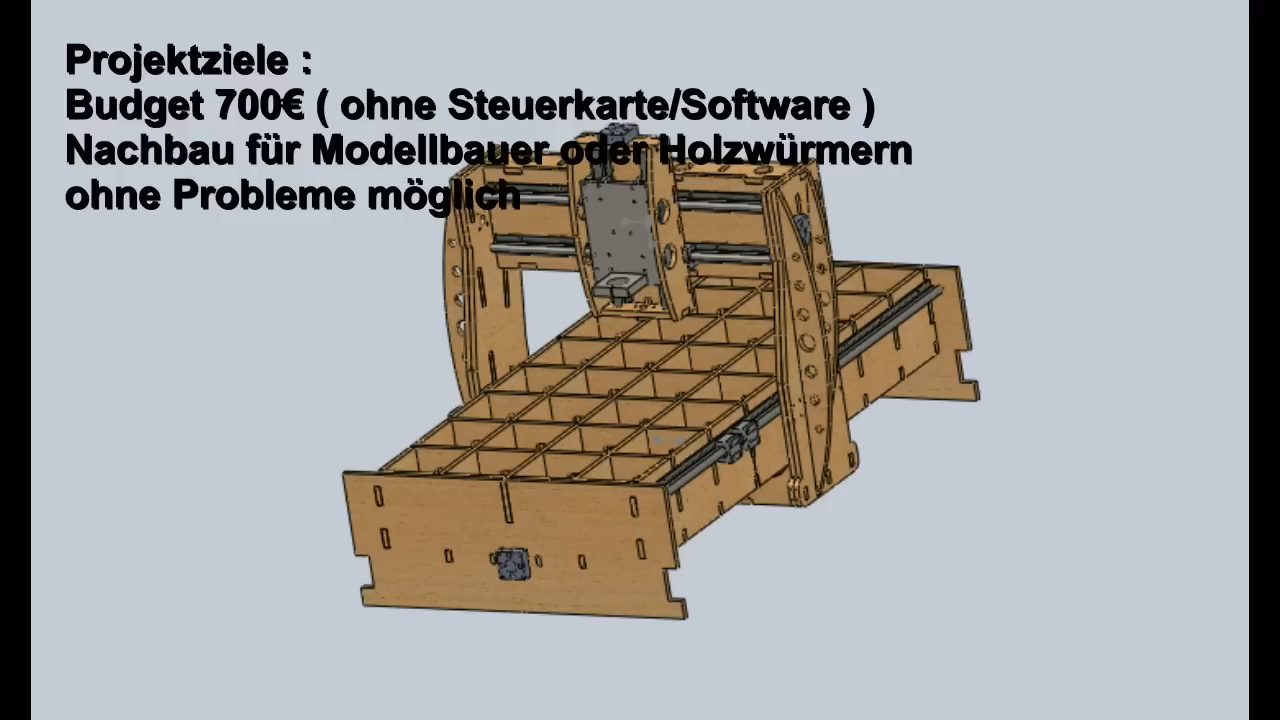 Projektziele :
Budget 700€ ( ohne Steuerkarte/Software )
Nachbau für Modellbauer oder Holzwürmern
ohne Probleme möglich